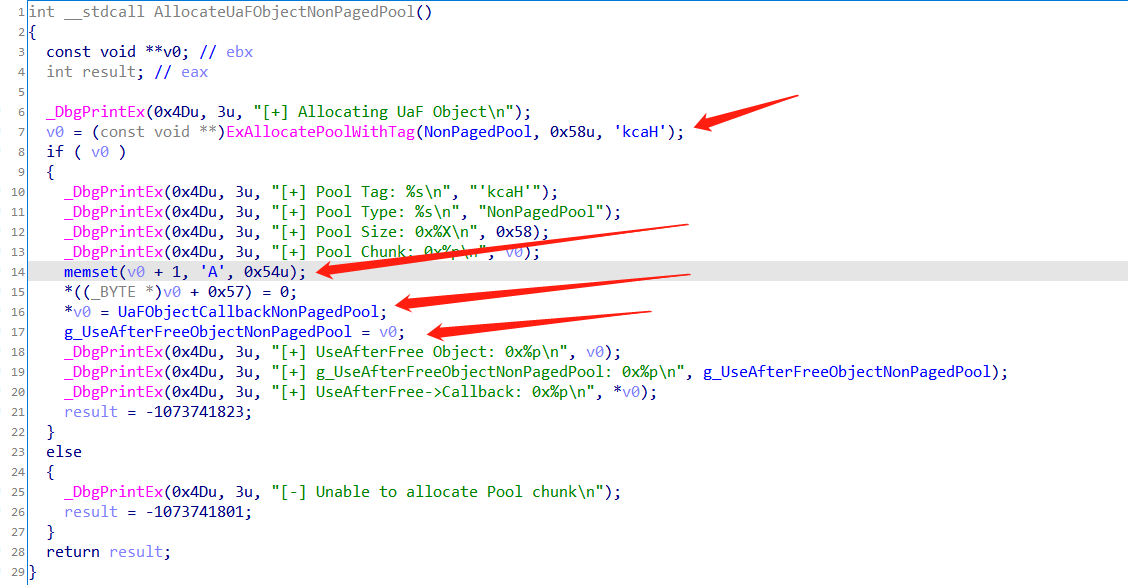 1 int __stdcall AllocateUaFObjectNonPagedPool()
2 {
3 const void **v0; // ebx
4 int result; // eax
5
6 _DbgPrintEx(0x4Du, 3u, "[+] Allocating UaF Object\n");
7 v0 = (const void **)ExAllocatePoolWithTag(NonPagedPool, 0x58u, 'kcaH');
8 if ( v0 )
9 {
10 _DbgPrintEx(0x4Du, 3u, "[+] Pool Tag: %s\n", "'kcaH'");
11 _DbgPrintEx(0x4Du, 3u, "[+] Pool Type: %s\n", "NonPagedPool");
12 _DbgPrintEx(0x4Du, 3u, "[+] Pool Size: 0x%X\n", 0x58);
13 _DbgPrintEx(0x4Du, 3u, "[+] Pool Chunk: 0x%p\n", v0);
14 memset(v0 + 1, 'A', 0x54u);
15 *((_BYTE *)v0 + 0x57) = 0;
16 *v0 = UaFObjectCallbackNonPagedPool;
17 g_UseAfterFreeObjectNonPagedPool = v0;
18 _DbgPrintEx(0x4Du, 3u, "[+] UseAfterFree Object: 0x%p\n", v0);
19 _DbgPrintEx(0x4Du, 3u, "[+] g_UseAfterFreeObjectNonPagedPool: 0x%p\n", g_UseAfterFreeObjectNonPagedPool);
20 _DbgPrintEx(0x4Du, 3u, "[+] UseAfterFree->Callback: 0x%p\n", *v0);
21 result = -1073741823;
22 }
23 else
24 {
25 _DbgPrintEx(0x4Du, 3u, "[-] Unable to allocate Pool chunk\n");
26 result = -1073741801;
27 }
28 return result;
29 }